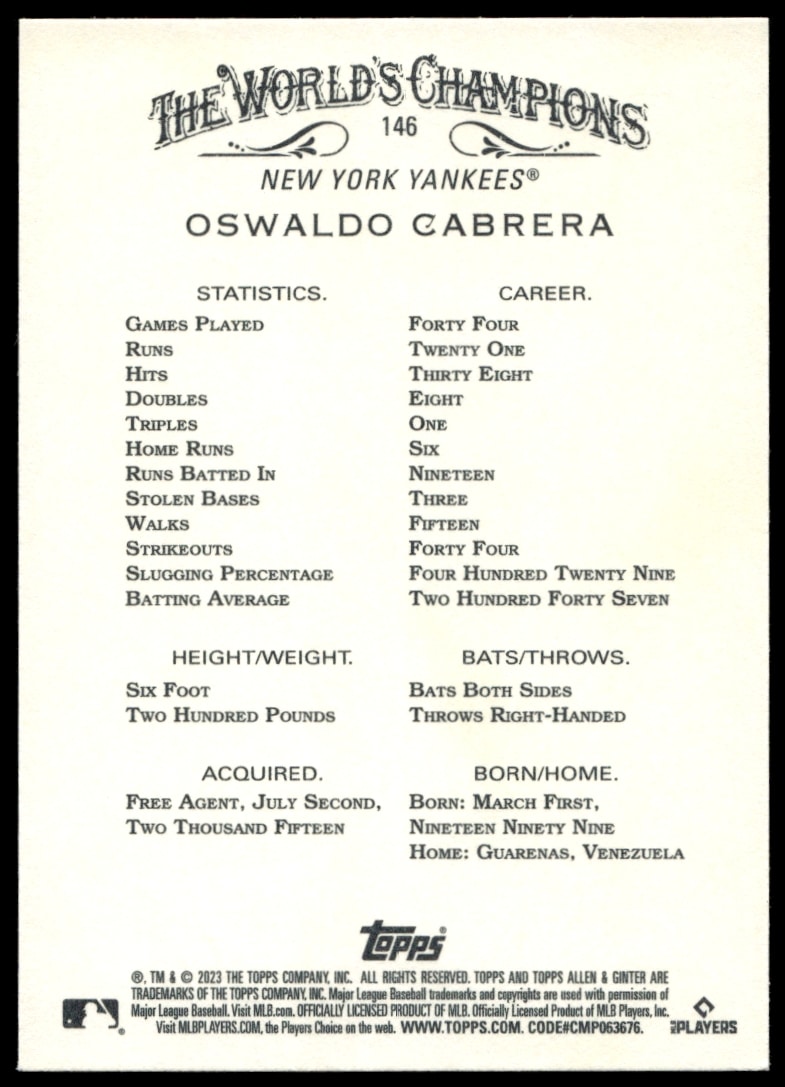 THE WORLD'S CHAMPIONS
146
NEW YORK YANKEES®
OSWALDO CABRERA
STATISTICS. CAREER.
GAMES PLAYED FORTY FOUR
RUNS TWENTY ONE
HITS THIRTY EIGHT
DOUBLES EIGHT
TRIPLES ONE
HOME RUNS SIX
RUNS BATTED IN NINETEEN
STOLEN BASES THREE
WALKS FIFTEEN
STRIKEOUTS FORTY FOUR
SLUGGING PERCENTAGE FOUR HUNDRED TWENTY NINE
BATTING AVERAGE TWO HUNDRED FORTY SEVEN
HEIGHT/WEIGHT. BATS/THROWS.
SIX FOOT BATS BOTH SIDES
TWO HUNDRED POUNDS THROWS RIGHT-HANDED
ACQUIRED. BORN/HOME.
FREE AGENT, JULY SECOND, BORN: MARCH FIRST,
TWO THOUSAND FIFTEEN NINETEEN NINETY NINE
HOME: GUARENAS, VENEZUELA
topps®
®, TM & © 2023 THE TOPPS COMPANY, INC. ALL RIGHTS RESERVED. TOPPS AND TOPPS ALLEN & GINTER ARE
TRADEMARKS OF THE TOPPS COMPANY, INC. Major League Baseball trademarks and copyrights are used with permission of
Major League Baseball. Visit MLB.com. OFFICIALLY LICENSED PRODUCT OF MLB. Officially Licensed Product of MLB Players, Inc.
Visit MLBPLAYERS.COM, the Players Choice on the web. WWW.TOPPS.COM. CODE#CMP063676.
MLB PLAYERS